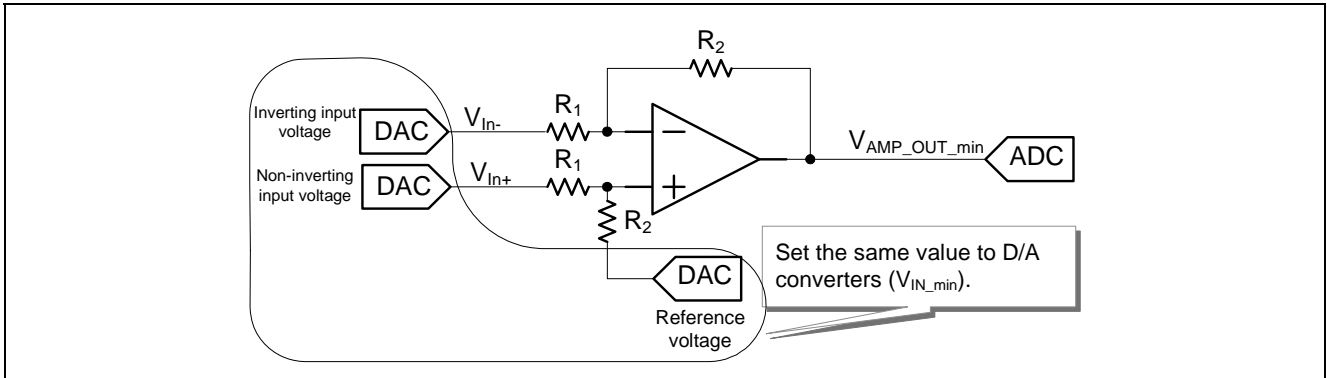 R2
Inverting input
voltage
DAC
VIn-
R1
VAMP_OUT_min
ADC
R1
Non-inverting
input voltage
DAC
VIn+
R2
Set the same value to D/A
converters (VIN_min).
DAC
Reference
voltage